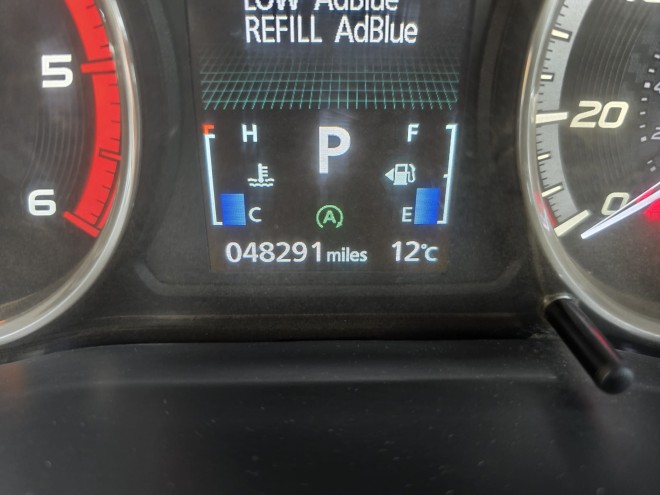 LOW AdBlue
REFILL AdBlue
5
6
H
P
F
C
A
E
048291 miles 12°C
20
0